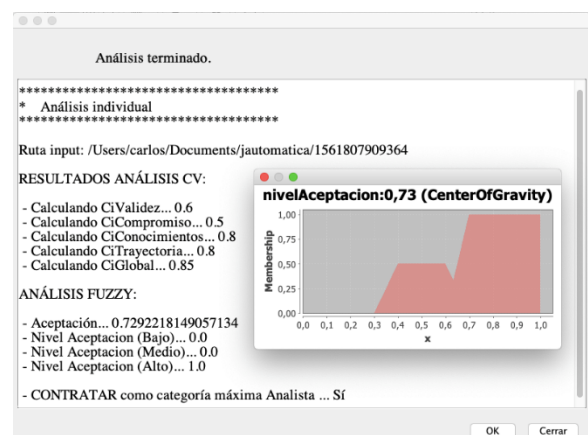 Análisis terminado.
***********************************
* Análisis individual
***********************************
Ruta input: /Users/carlos/Documents/jautomatica/1561807909364
RESULTADOS ANÁLISIS CV:
- Calculando CiValidez... 0.6
- Calculando CiCompromiso... 0.5
- Calculando CiConocimientos... 0.8
- Calculando CiTrayectoria... 0.8
- Calculando CiGlobal... 0.85
ANÁLISIS FUZZY:
- Aceptación... 0.7292218149057134
- Nivel Aceptacion (Bajo)... 0.0
- Nivel Aceptacion (Medio)... 0.0
- Nivel Aceptacion (Alto)... 1.0
- CONTRATAR como categoría máxima Analista ... Sí
nivelAceptacion:0,73 (CenterOfGravity)
Membership
1,00
0,75
0,50
0,25
0,00
0,0 0,1 0,2 0,3 0,4 0,5 0,6 0,7 0,8 0,9 1,0
x
OK Cerrar